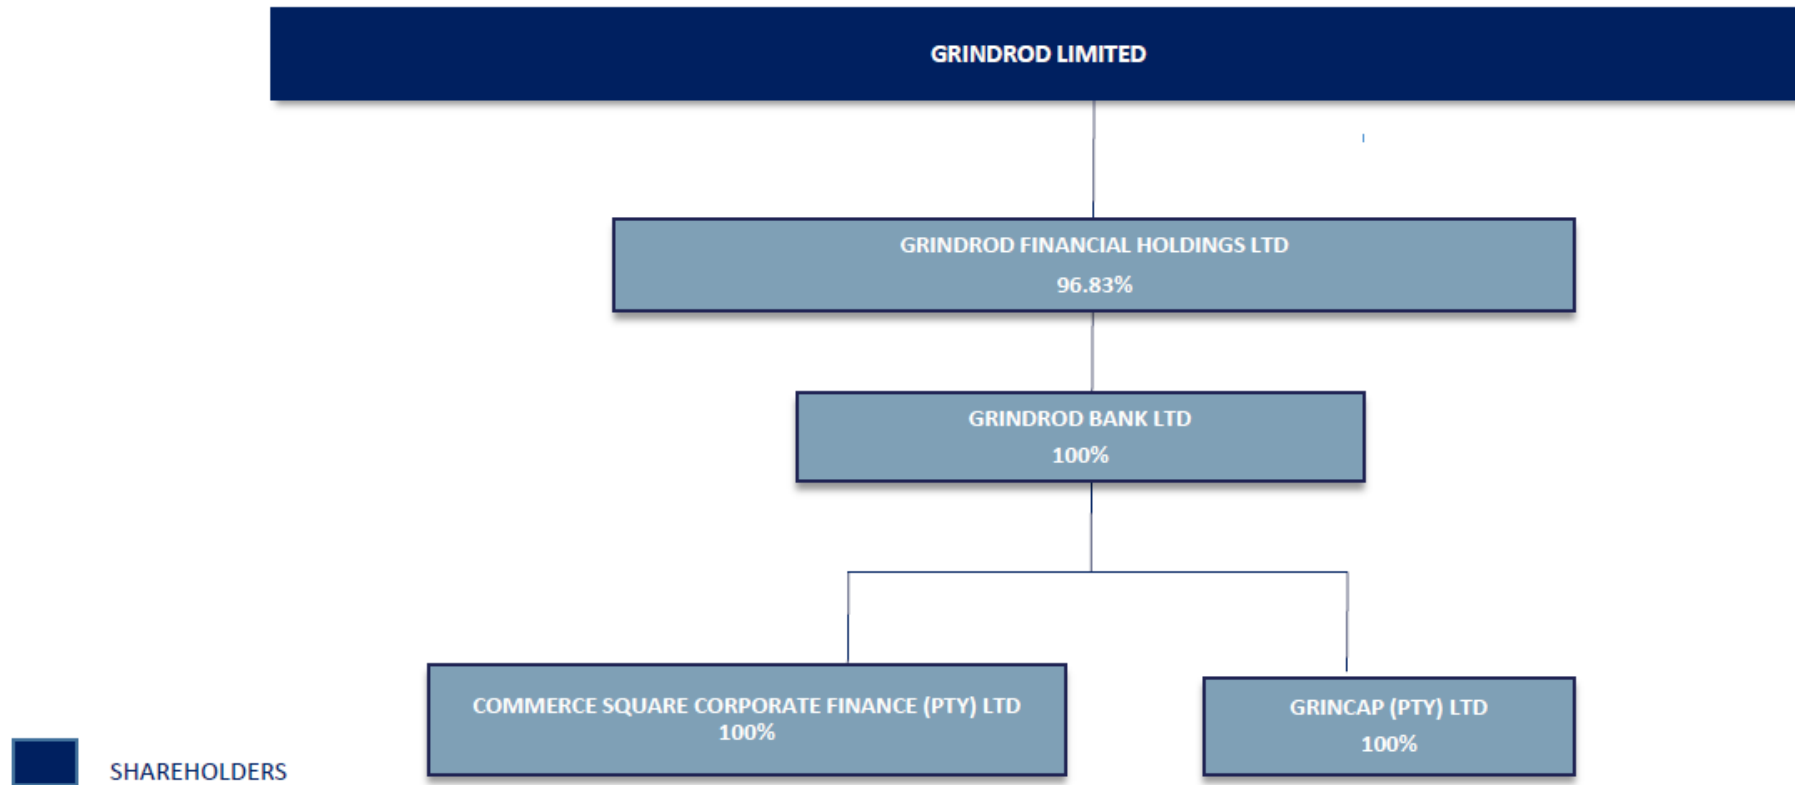 GRINDROD LIMITED
GRINDROD FINANCIAL HOLDINGS LTD
96.83%
GRINDROD BANK LTD
100%
COMMERCE SQUARE CORPORATE FINANCE (PTY) LTD
100%
GRINCAP (PTY) LTD
100%
SHAREHOLDERS